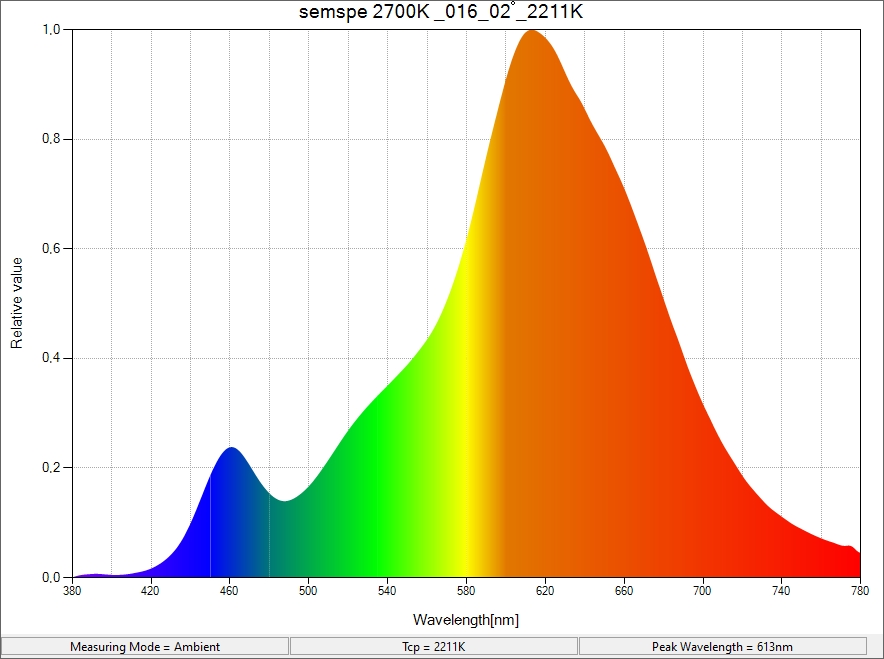 semspe 2700K _016_02°_2211K
1,0
0,8
0,6
0,4
0,2
0,0
Relative value
380 420 460 500 540 580 620 660 700 740 780
Wavelength[nm]
Measuring Mode = Ambient Tcp = 2211K Peak Wavelength = 613nm